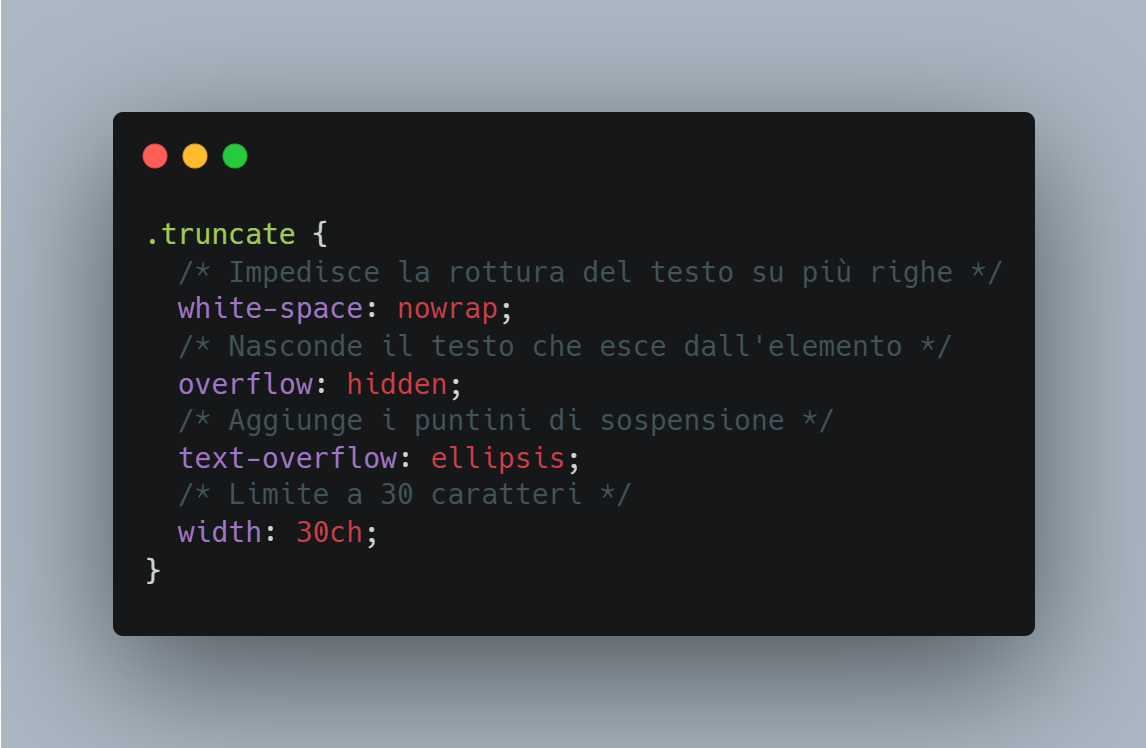 .truncate {
  /* Impedisce la rottura del testo su più righe */
  white-space: nowrap;
  /* Nasconde il testo che esce dall'elemento */
  overflow: hidden;
  /* Aggiunge i puntini di sospensione */
  text-overflow: ellipsis;
  /* Limite a 30 caratteri */
  width: 30ch;
}